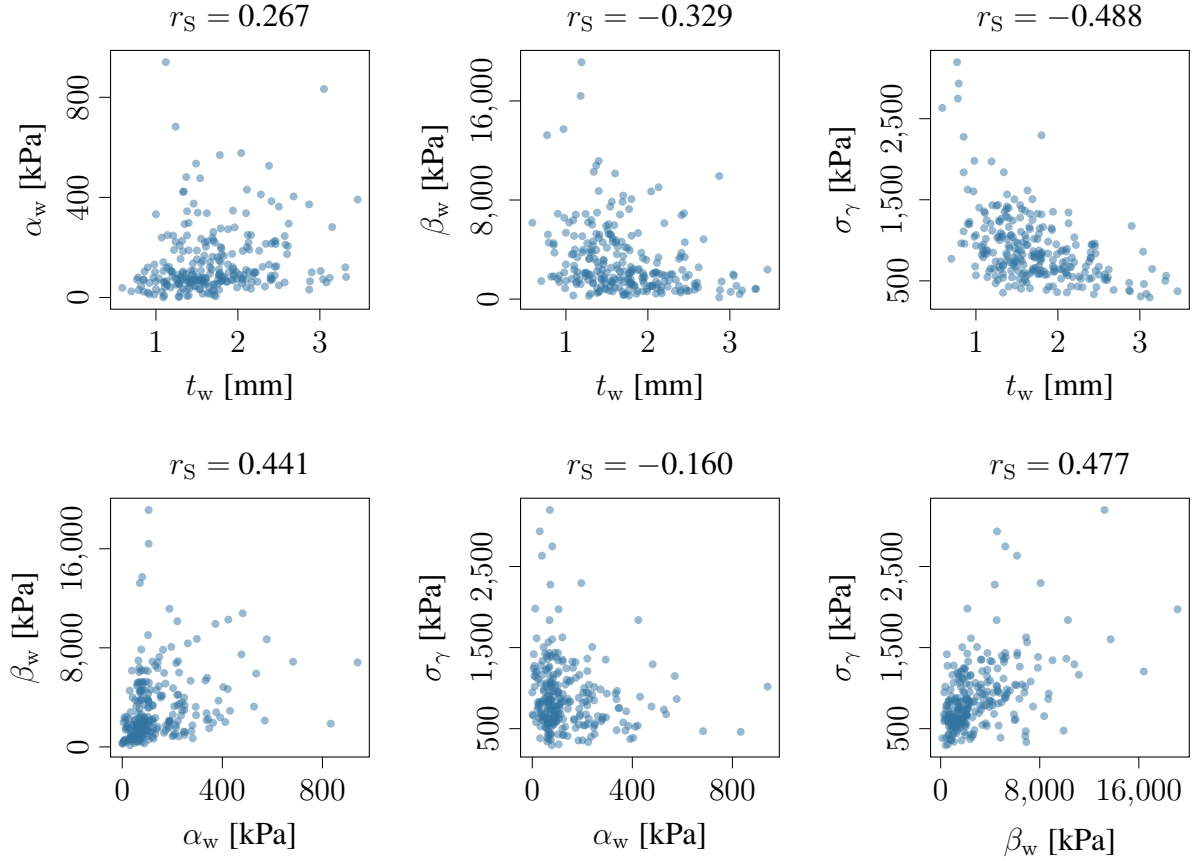 r_S = 0.267
α_w [kPa]
800
400
0
1 2 3
t_w [mm]
r_S = −0.329
β_w [kPa]
16,000
8,000
0
1 2 3
t_w [mm]
r_S = −0.488
σ_γ [kPa]
2,500
1,500
500
1 2 3
t_w [mm]
r_S = 0.441
β_w [kPa]
16,000
8,000
0
0 400 800
α_w [kPa]
r_S = −0.160
σ_γ [kPa]
2,500
1,500
500
0 400 800
α_w [kPa]
r_S = 0.477
σ_γ [kPa]
2,500
1,500
500
0 8,000 16,000
β_w [kPa]